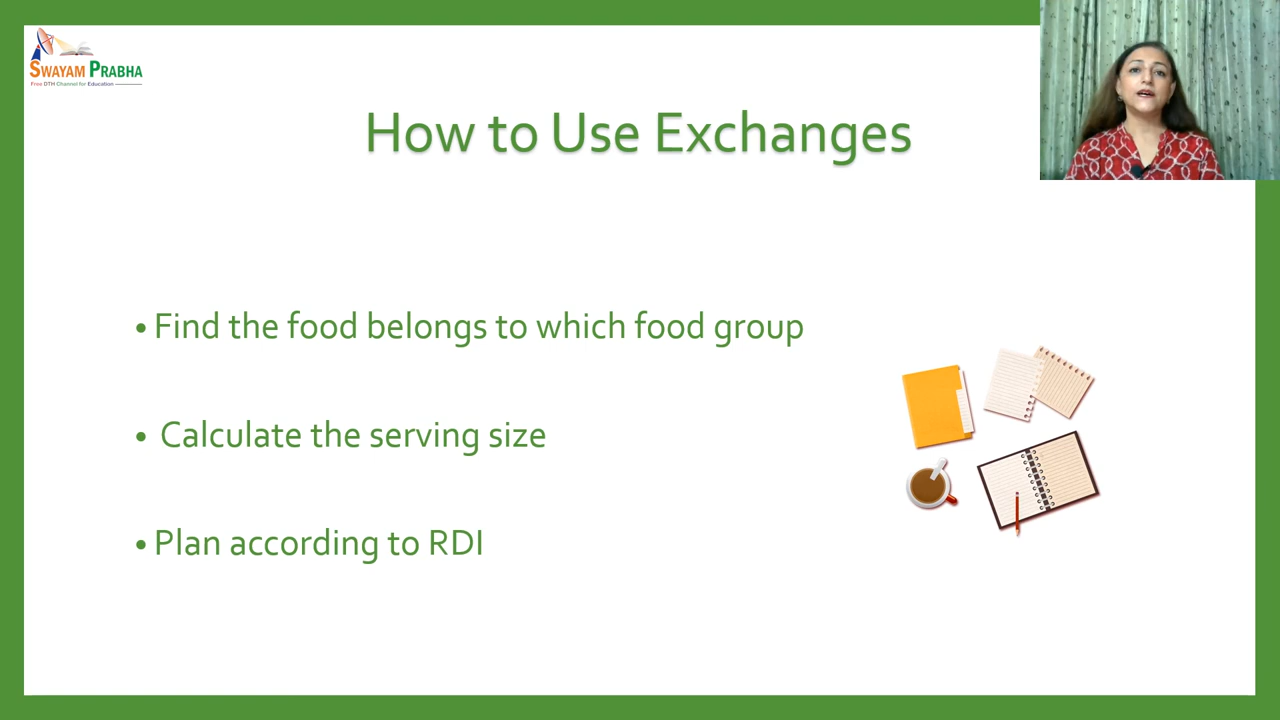 SWAYAM PRABHA
Free DTH Channel for Education
How to Use Exchanges
• Find the food belongs to which food group
• Calculate the serving size
• Plan according to RDI